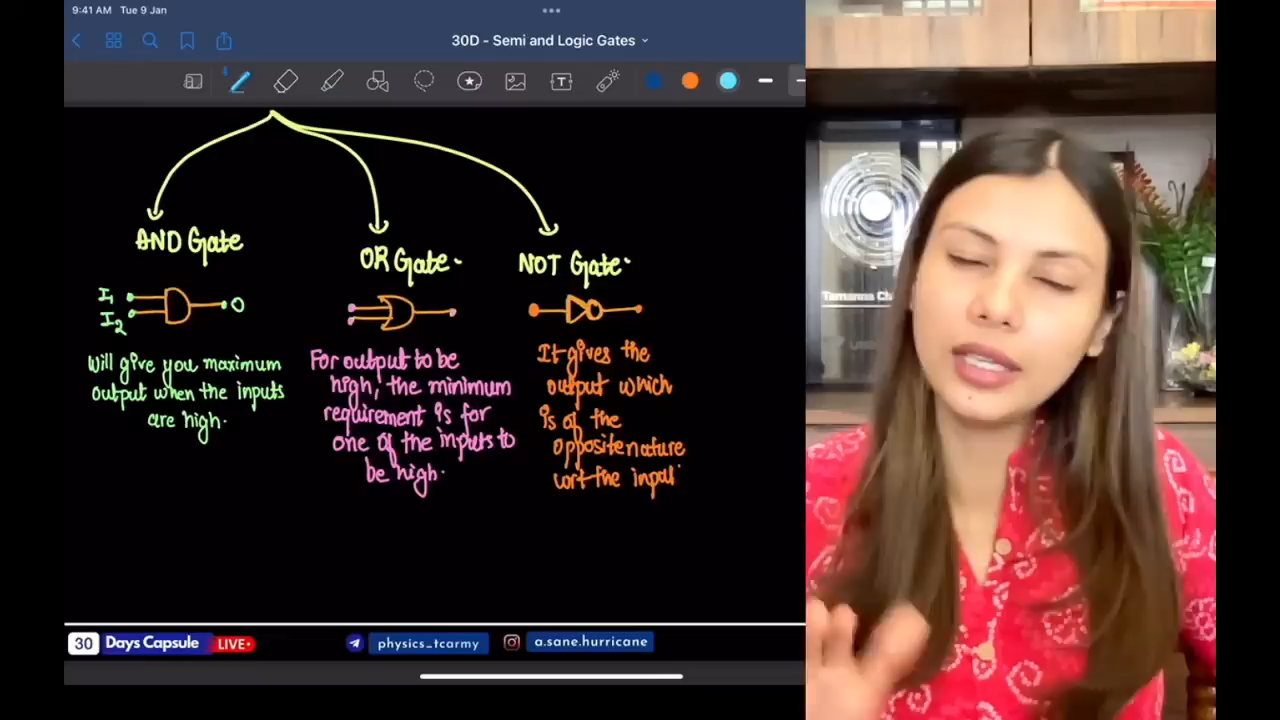 9:41 AM Tue 9 Jan
30D - Semi and Logic Gates
T
AND Gate
OR Gate.
NOT Gate.
I1
I2
O
Will give you maximum
output when the inputs
are high.
For output to be
high, the minimum
requirement is for
one of the inputs to
be high.
It gives the
output which
is of the
opposite nature
wrt the input
Tamanna Ch
30 Days Capsule LIVE
physics_tcarmy
a.sane.hurricane